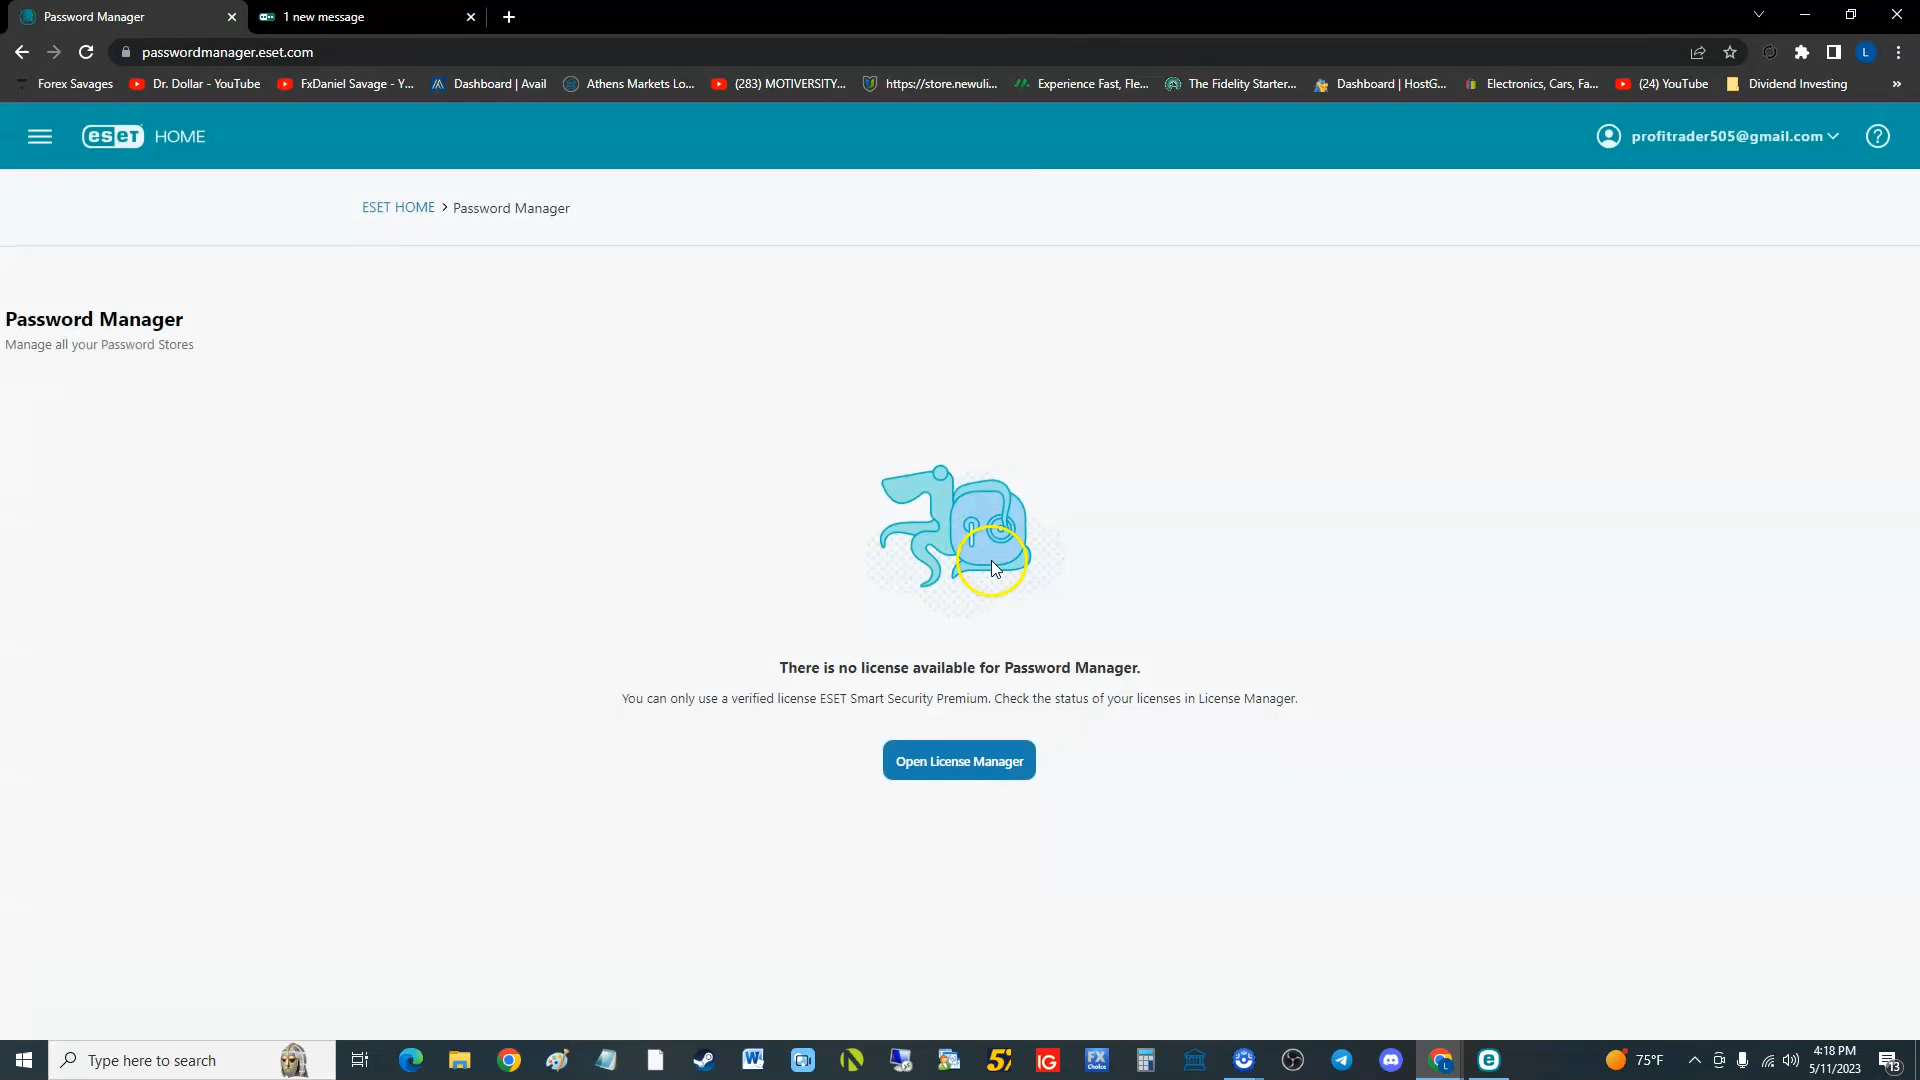 Password Manager
1 new message
passwordmanager.eset.com
L
Forex Savages
Dr. Dollar - YouTube
FxDaniel Savage - Y...
Dashboard | Avail
Athens Markets Lo...
(283) MOTIVERSITY...
https://store.newuli...
Experience Fast, Fle...
The Fidelity Starter...
Dashboard | HostG...
Electronics, Cars, Fa...
(24) YouTube
Dividend Investing
»
eset HOME
profitrader505@gmail.com
?
ESET HOME > Password Manager
Password Manager
Manage all your Password Stores
There is no license available for Password Manager.
You can only use a verified license ESET Smart Security Premium. Check the status of your licenses in License Manager.
Open License Manager
Type here to search
W
N
5
IG
FX
Choice
L
e
75°F
4:18 PM
5/11/2023
13